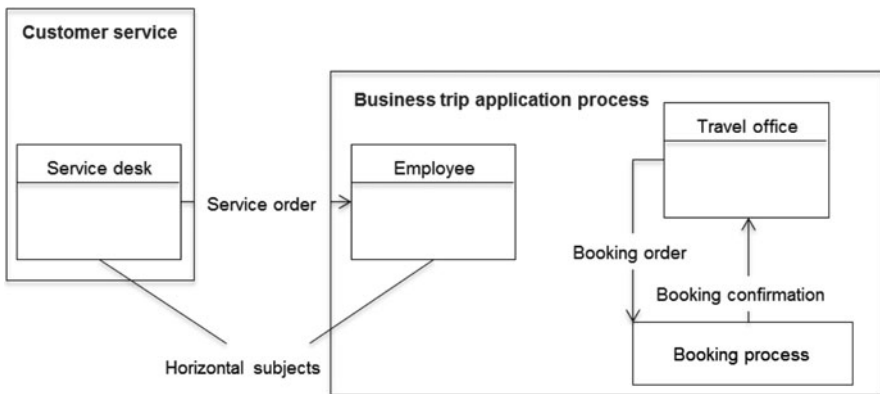 Customer service
Service desk
Service order
Business trip application process
Employee
Travel office
Booking order
Booking confirmation
Booking process
Horizontal subjects